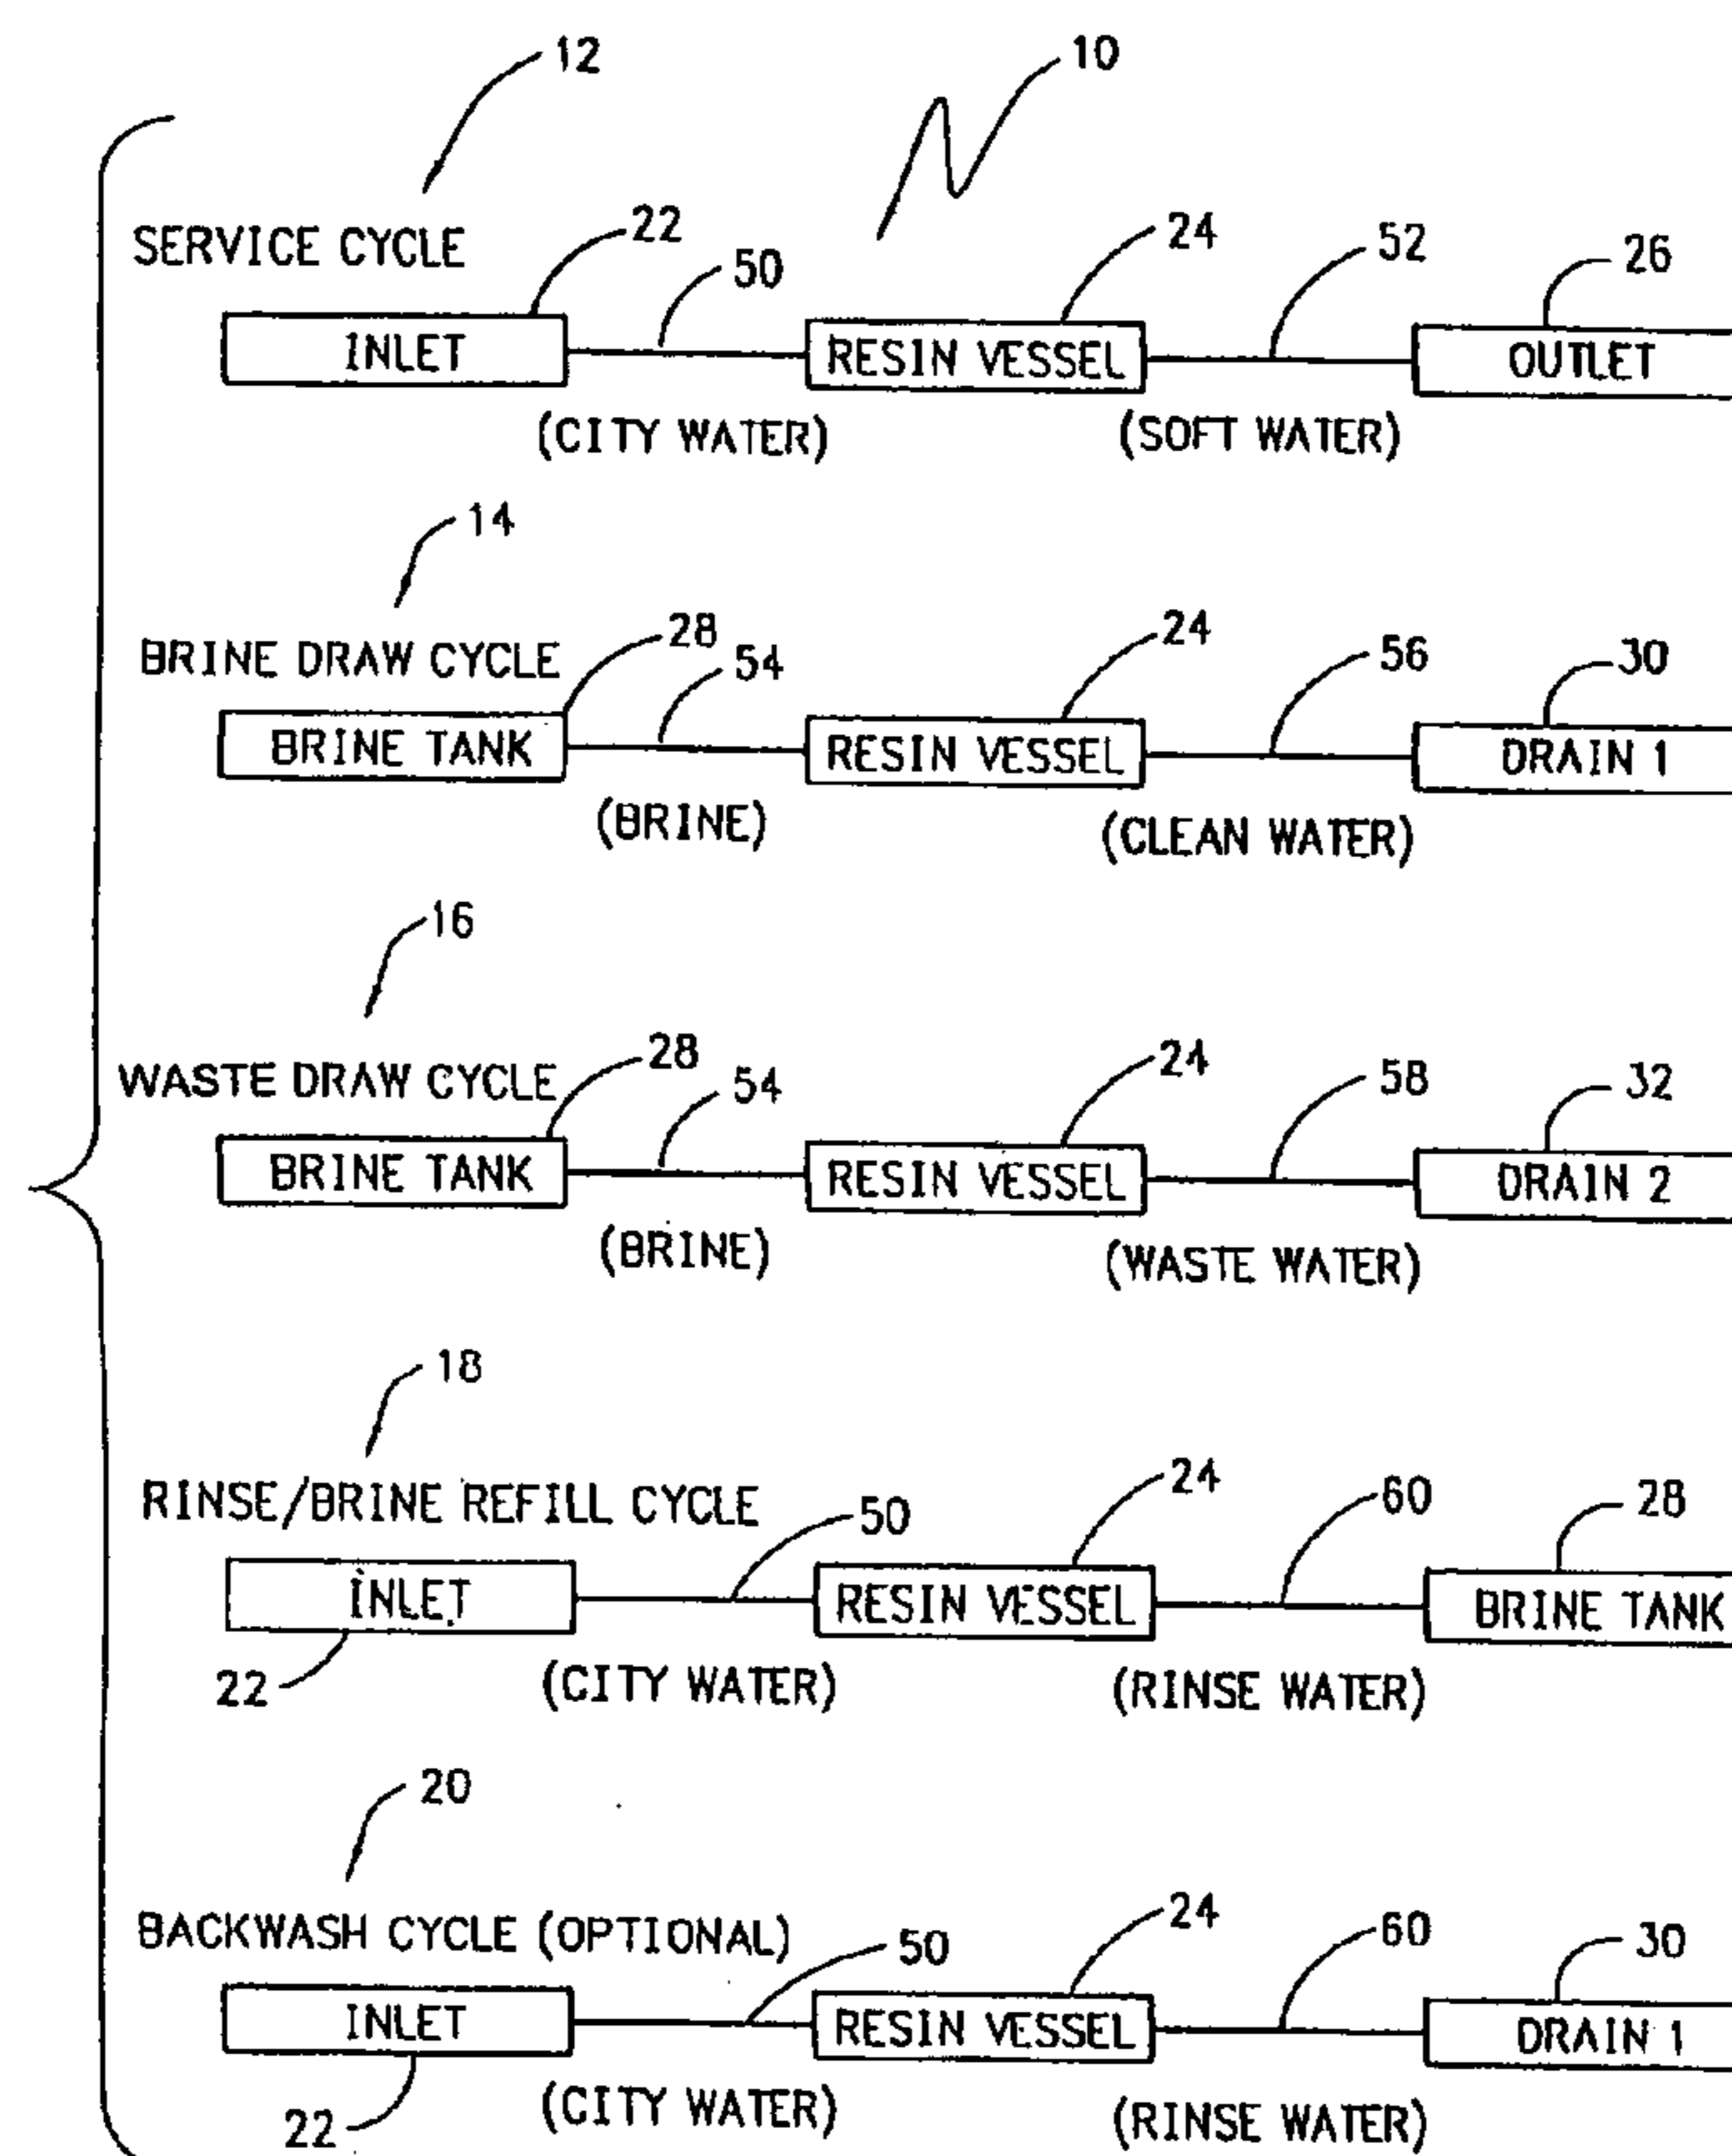 12
10
SERVICE CYCLE
22
50
24
52
26
INLET
RESIN VESSEL
OUTLET
(CITY WATER)
(SOFT WATER)
14
BRINE DRAW CYCLE
28
54
24
56
30
BRINE TANK
RESIN VESSEL
DRAIN 1
(BRINE)
(CLEAN WATER)
16
WASTE DRAW CYCLE
28
54
24
58
32
BRINE TANK
RESIN VESSEL
DRAIN 2
(BRINE)
(WASTE WATER)
18
RINSE/BRINE REFILL CYCLE
50
24
60
28
INLET
RESIN VESSEL
BRINE TANK
22
(CITY WATER)
(RINSE WATER)
20
BACKWASH CYCLE (OPTIONAL)
50
24
60
30
INLET
RESIN VESSEL
DRAIN 1
22
(CITY WATER)
(RINSE WATER)